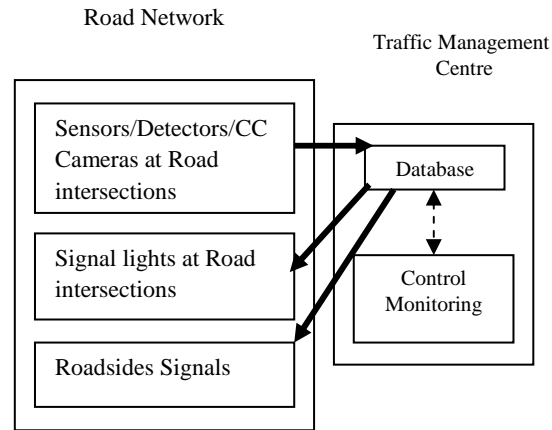 Road Network
Traffic Management
Centre
Sensors/Detectors/CC
Cameras at Road
intersections
Database
Signal lights at Road
intersections
Control
Monitoring
Roadsides Signals